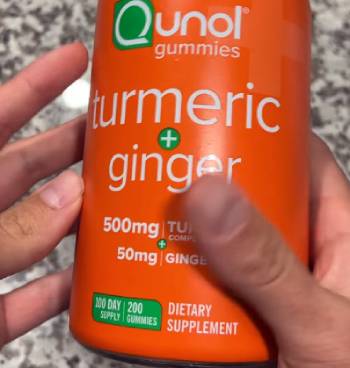 Qunol®
gummies
turmeric
+
ginger
500mg
+
50mg
100 DAY SUPPLY
200 GUMMIES
DIETARY
SUPPLEMENT